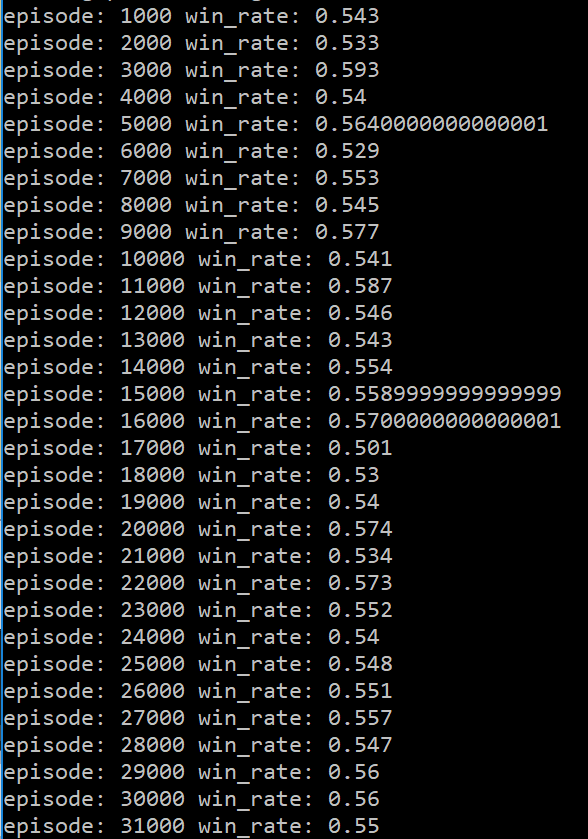 episode: 1000 win_rate: 0.543
episode: 2000 win_rate: 0.533
episode: 3000 win_rate: 0.593
episode: 4000 win_rate: 0.54
episode: 5000 win_rate: 0.5640000000000001
episode: 6000 win_rate: 0.529
episode: 7000 win_rate: 0.553
episode: 8000 win_rate: 0.545
episode: 9000 win_rate: 0.577
episode: 10000 win_rate: 0.541
episode: 11000 win_rate: 0.587
episode: 12000 win_rate: 0.546
episode: 13000 win_rate: 0.543
episode: 14000 win_rate: 0.554
episode: 15000 win_rate: 0.5589999999999999
episode: 16000 win_rate: 0.5700000000000001
episode: 17000 win_rate: 0.501
episode: 18000 win_rate: 0.53
episode: 19000 win_rate: 0.54
episode: 20000 win_rate: 0.574
episode: 21000 win_rate: 0.534
episode: 22000 win_rate: 0.573
episode: 23000 win_rate: 0.552
episode: 24000 win_rate: 0.54
episode: 25000 win_rate: 0.548
episode: 26000 win_rate: 0.551
episode: 27000 win_rate: 0.557
episode: 28000 win_rate: 0.547
episode: 29000 win_rate: 0.56
episode: 30000 win_rate: 0.56
episode: 31000 win_rate: 0.55